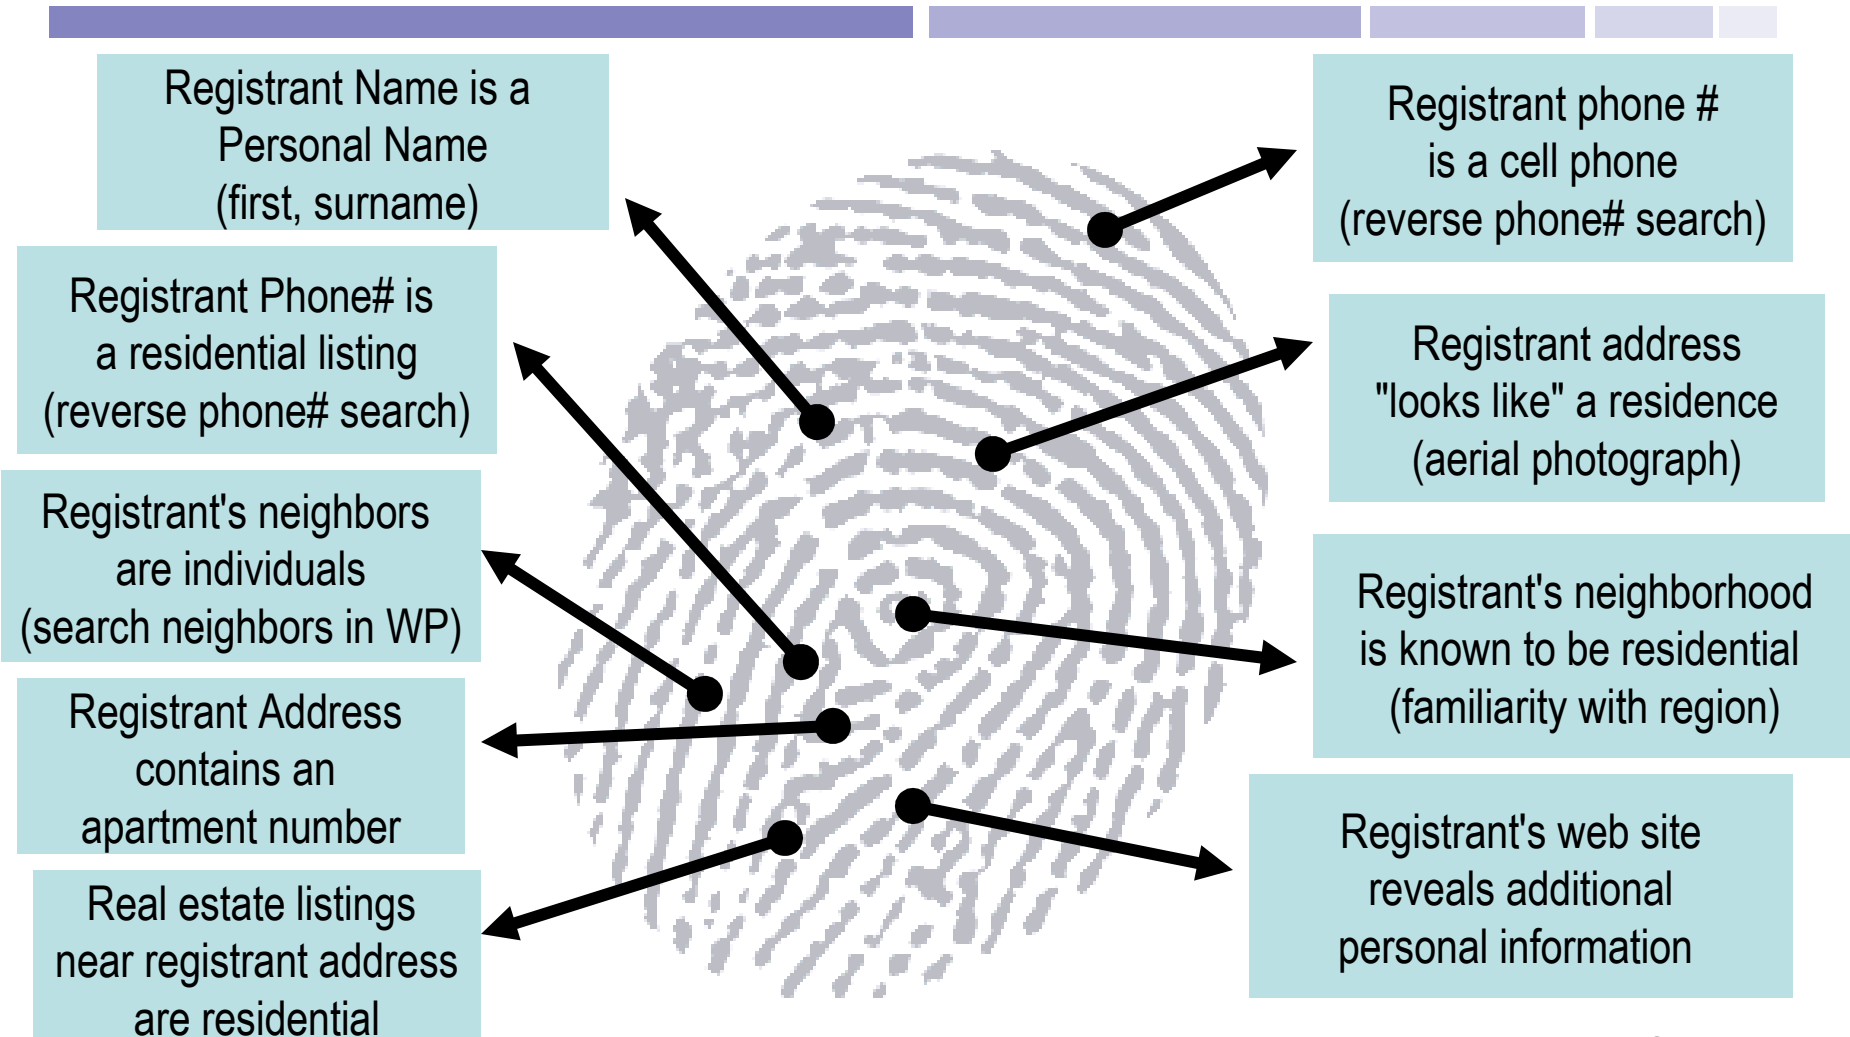 Registrant Name is a
Personal Name
(first, surname)
Registrant Phone# is
a residential listing
(reverse phone# search)
Registrant's neighbors
are individuals
(search neighbors in WP)
Registrant Address
contains an
apartment number
Real estate listings
near registrant address
are residential
Registrant phone #
is a cell phone
(reverse phone# search)
Registrant address
"looks like" a residence
(aerial photograph)
Registrant's neighborhood
is known to be residential
(familiarity with region)
Registrant's web site
reveals additional
personal information